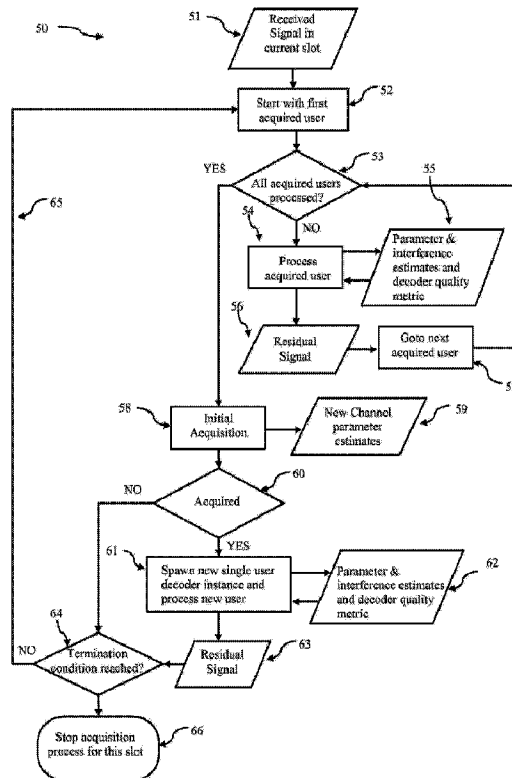 50
51
Received
Signal in
current slot
52
Start with first
acquired user
53
YES
All acquired users
processed?
55
65
54
NO
Process
acquired user
Parameter &
interference
estimates and
decoder quality
metric
56
Residual
Signal
Goto next
acquired user
58
Initial
Acquisition
New Channel
parameter
estimates
59
NO
60
Acquired
61
YES
Spawn new single user
decoder instance and
process new user
Parameter &
interference estimates
and decoder quality
metric
62
64
NO
Termination
condition reached?
Residual
Signal
63
Stop acquisition
process for this slot
66